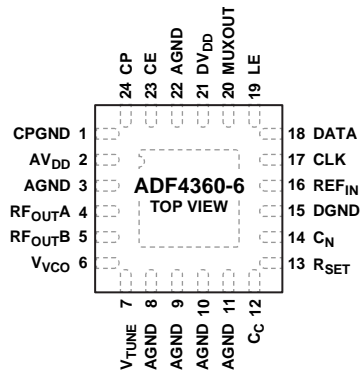 24 CP
23 CE
22 AGND
21 DVDD
20 MUXOUT
19 LE
CPGND 1
AVDD 2
AGND 3
RFOUTA 4
RFOUTB 5
VVCO 6
ADF4360-6
TOP VIEW
18 DATA
17 CLK
16 REFIN
15 DGND
14 CN
13 RSET
VTUNE 7
AGND 8
AGND 9
AGND 10
AGND 11
CC 12